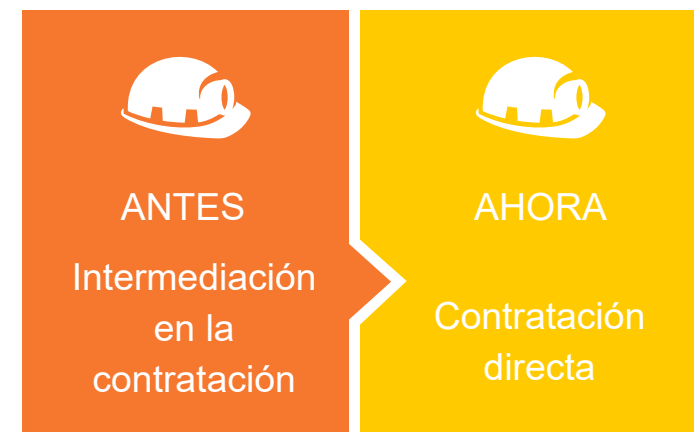 ANTES
Intermediación
en la
contratación
AHORA
Contratación
directa